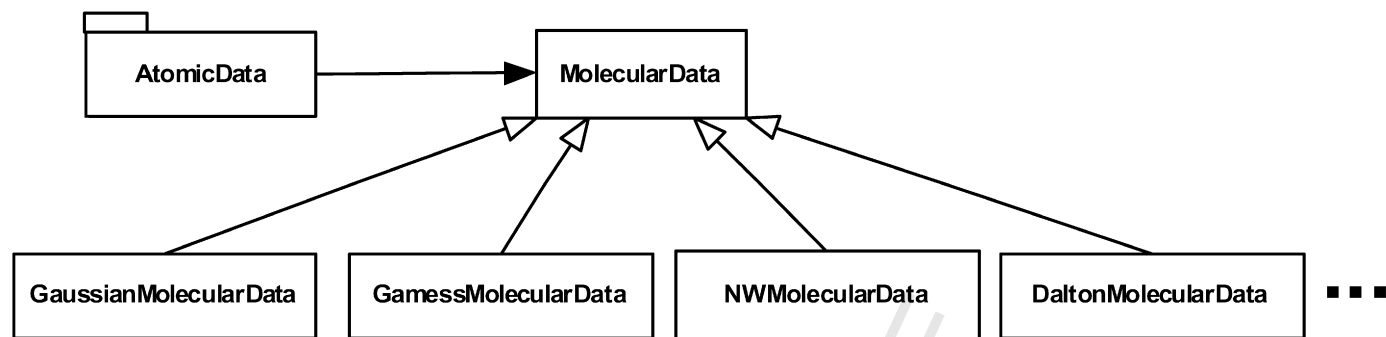 AtomicData
MolecularData
GaussianMolecularData
GamessMolecularData
NWMolecularData
DaltonMolecularData